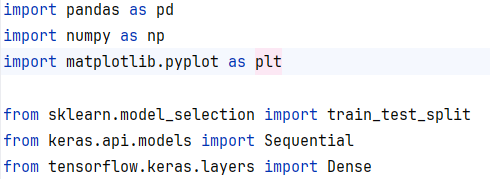 import pandas as pd
import numpy as np
import matplotlib.pyplot as plt
from sklearn.model_selection import train_test_split
from keras.api.models import Sequential
from tensorflow.keras.layers import Dense